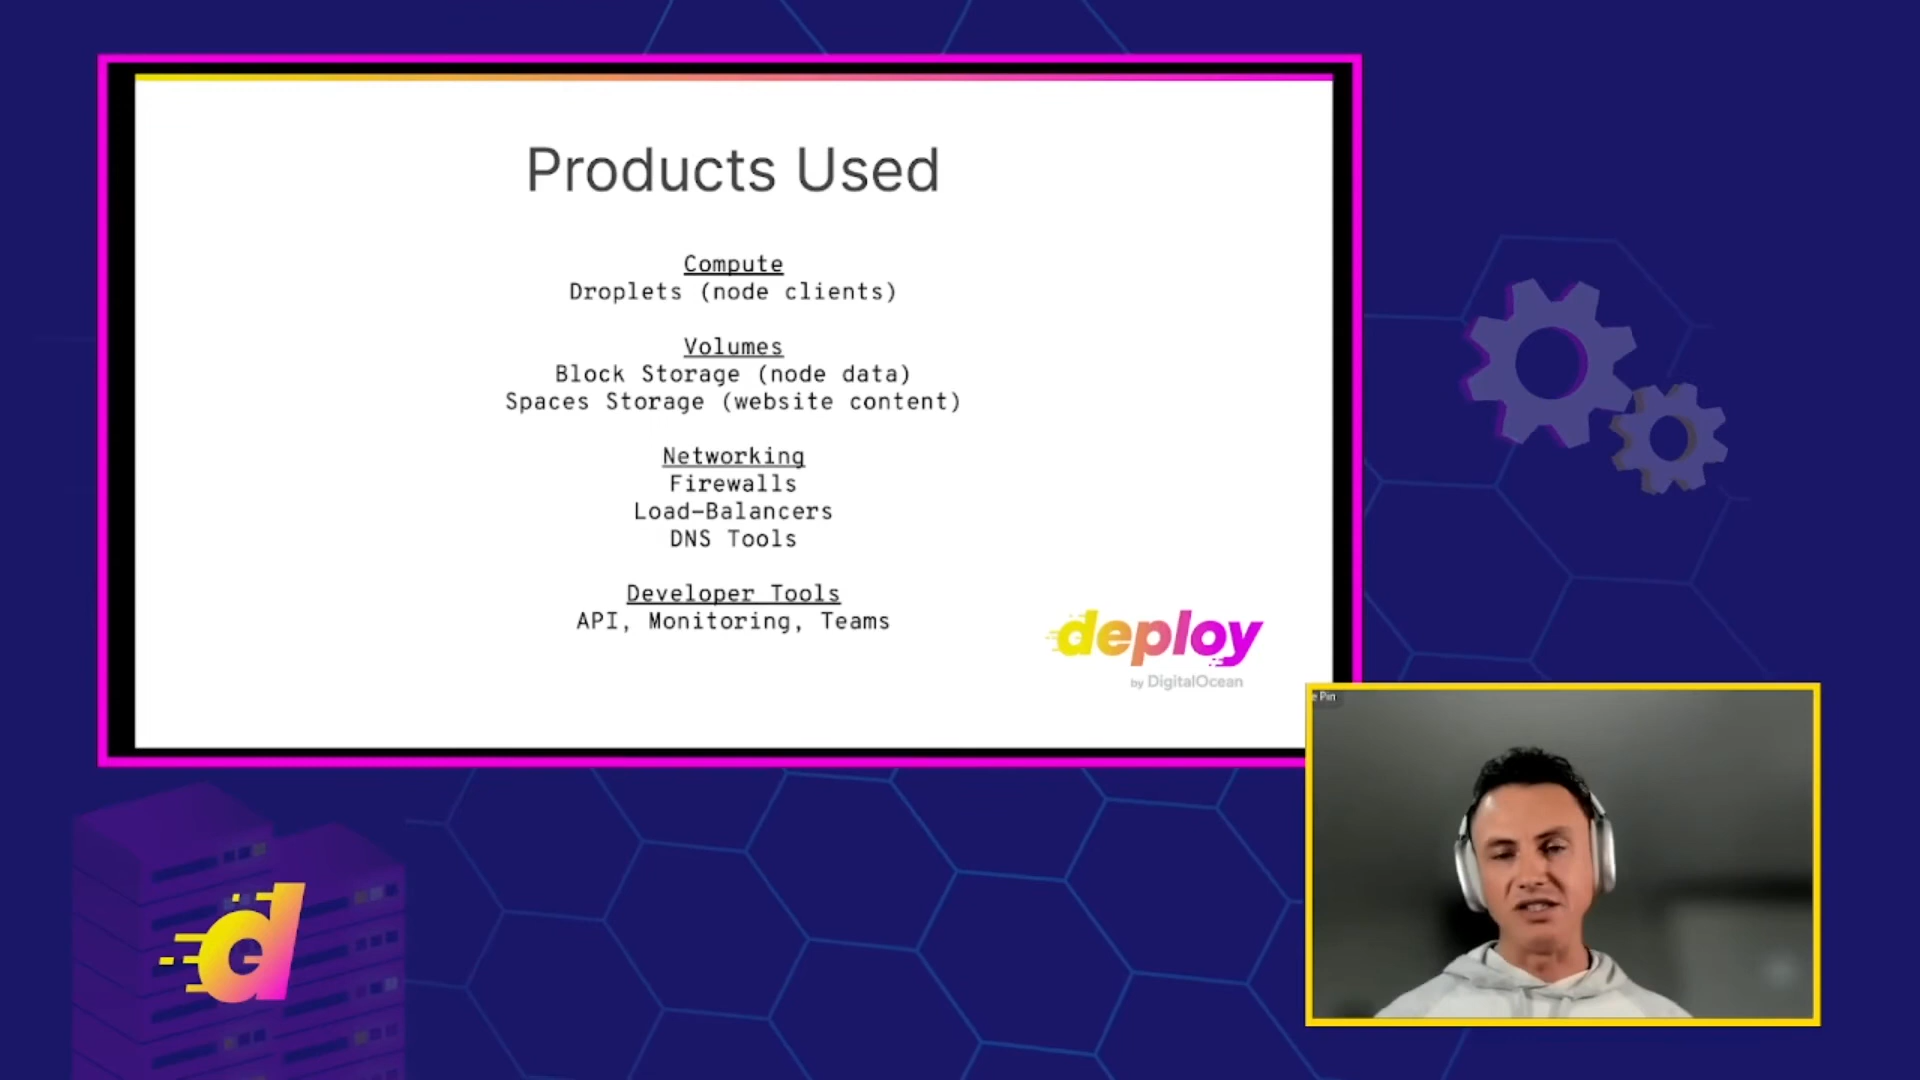 Products Used
Compute
Droplets (node clients)
Volumes
Block Storage (node data)
Spaces Storage (website content)
Networking
Firewalls
Load-Balancers
DNS Tools
Developer Tools
API, Monitoring, Teams
deploy
by DigitalOcean
e Pin
d